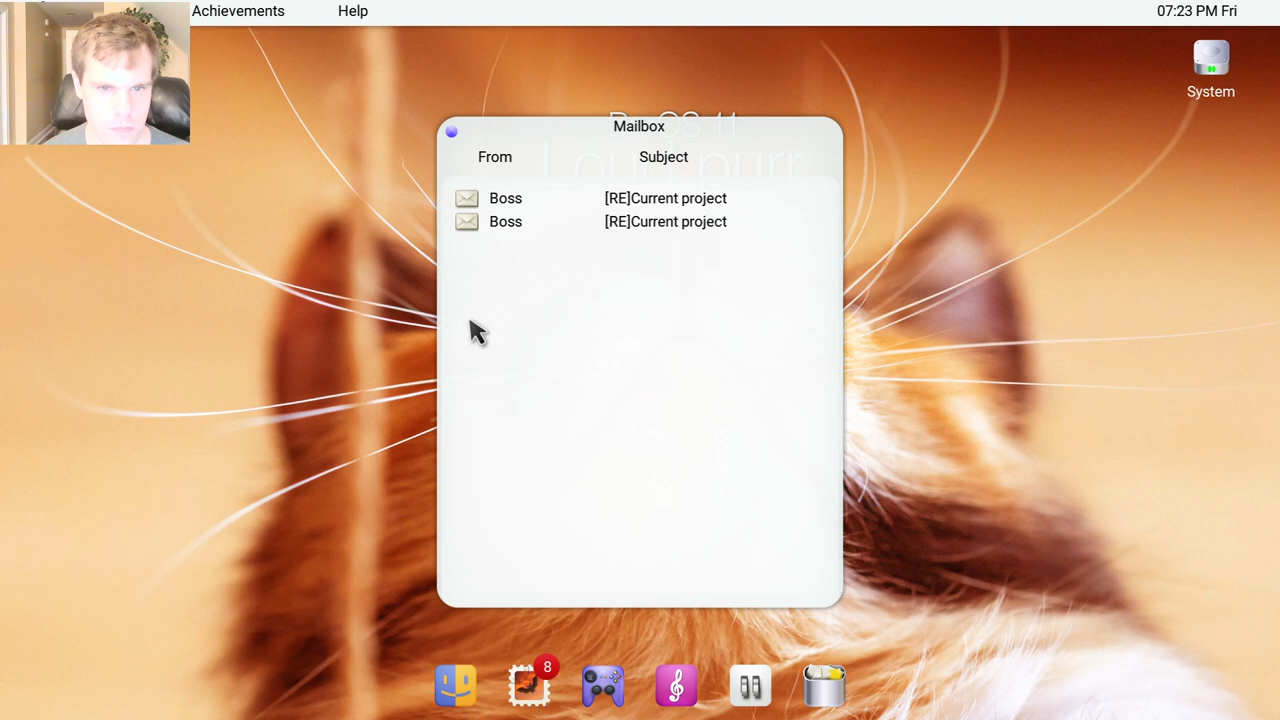 Achievements Help 07:23 PM Fri
System
Mailbox
From Subject
Boss [RE]Current project
Boss [RE]Current project
8